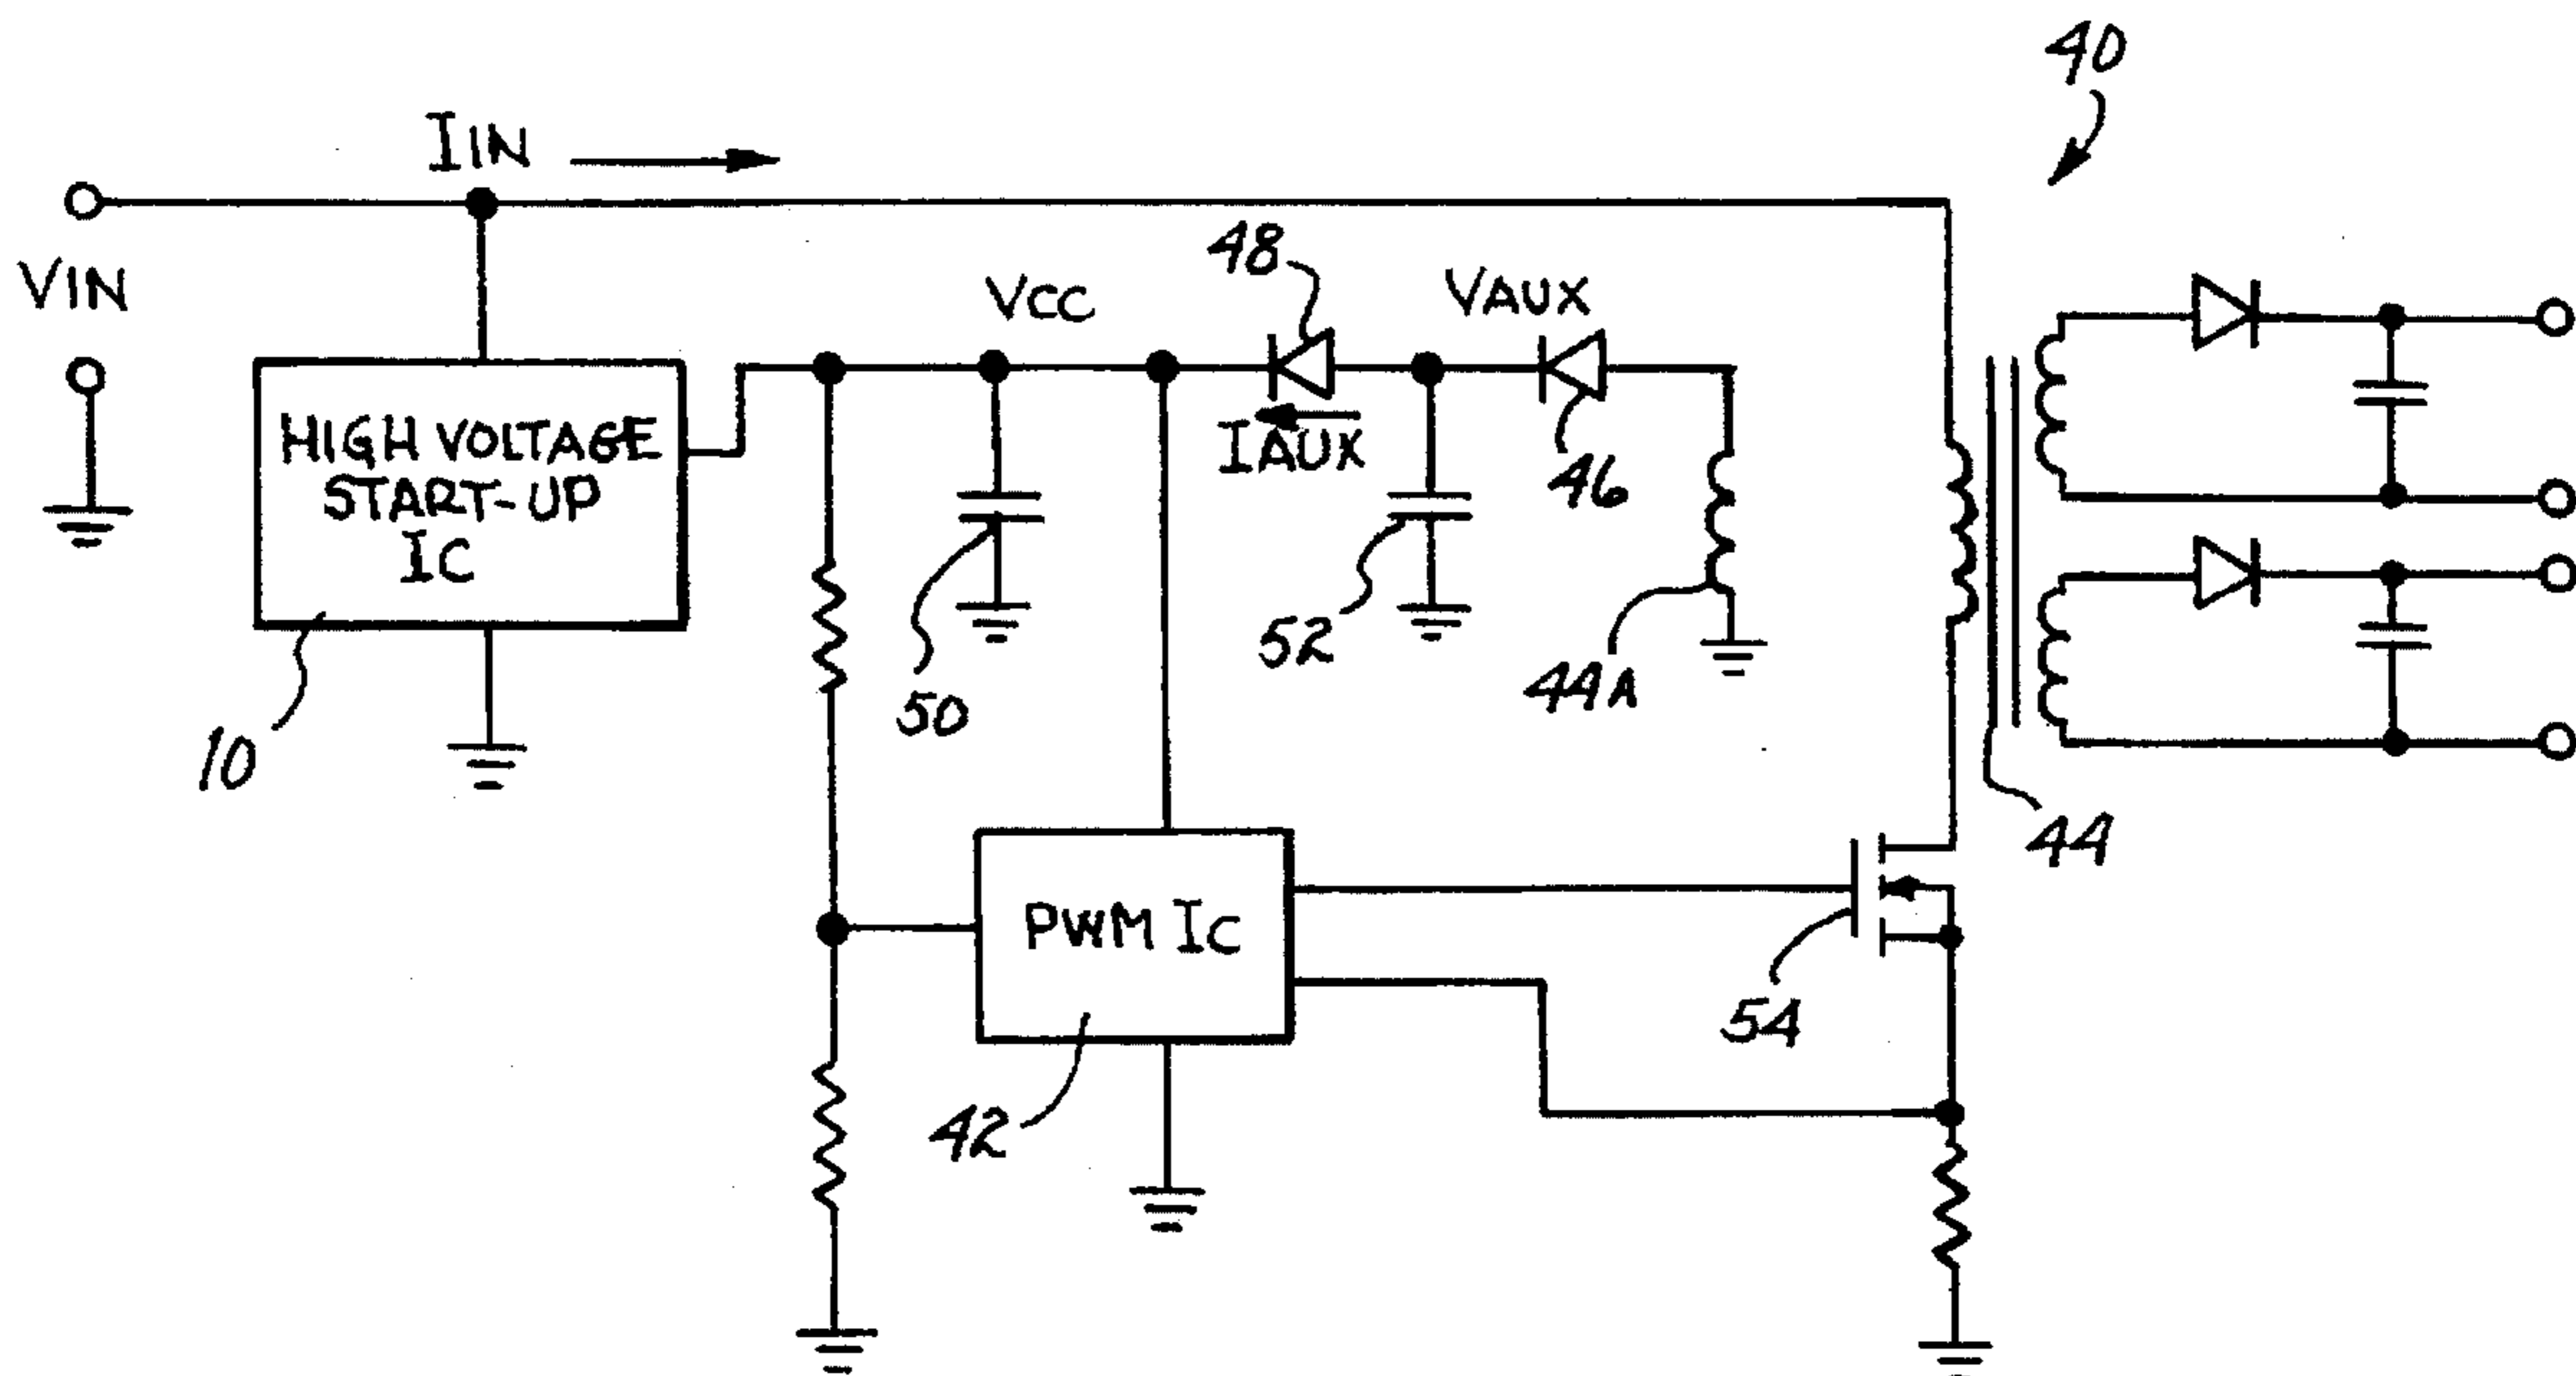 40
IIN
VIN
VCC
48
VAUX
HIGH VOLTAGE
START-UP
IC
IAUX
46
10
50
52
44A
44
PWM IC
54
42